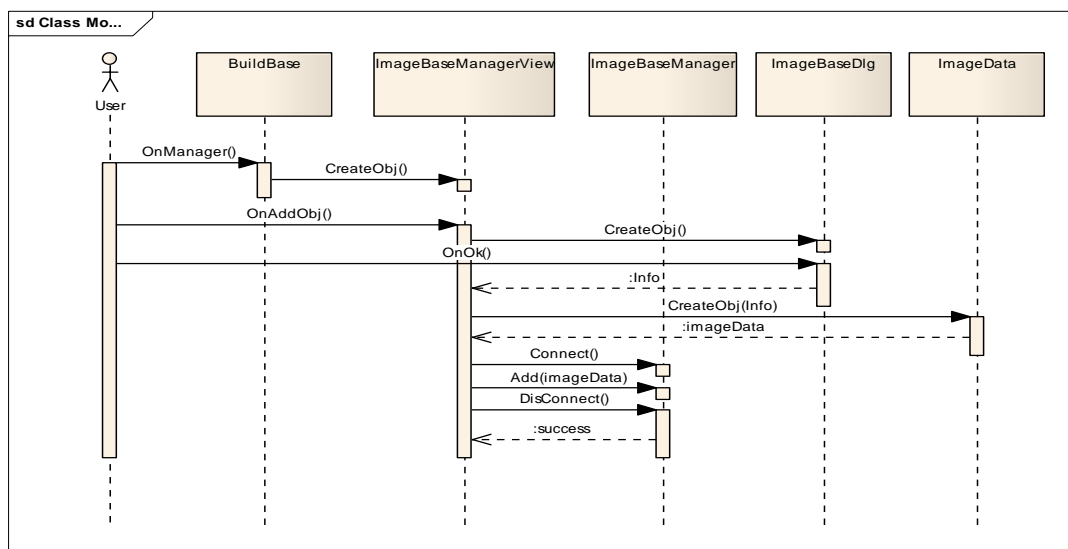 sd Class Mo...
BuildBase
ImageBaseManagerView
ImageBaseManager
ImageBaseDlg
ImageData
User
OnManager()
CreateObj()
OnAddObj()
CreateObj()
OnOk()
:Info
CreateObj(Info)
:imageData
Connect()
Add(imageData)
DisConnect()
:success